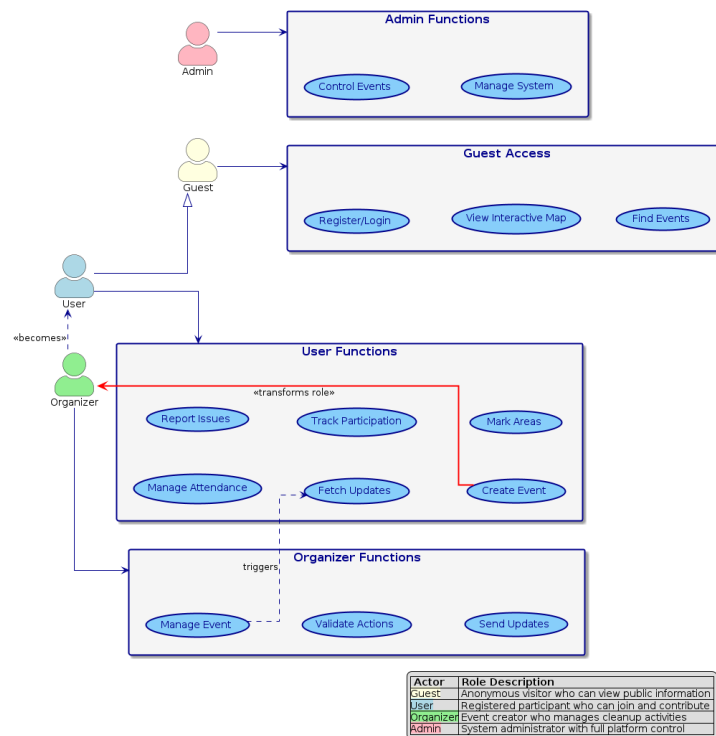 Admin Functions
Admin
Control Events
Manage System
Guest Access
Guest
Register/Login
View Interactive Map
Find Events
User
«becomes»
Organizer
User Functions
«transforms role»
Report Issues
Track Participation
Mark Areas
Manage Attendance
Fetch Updates
Create Event
triggers
Organizer Functions
Manage Event
Validate Actions
Send Updates
Actor Role Description
Guest Anonymous visitor who can view public information
User Registered participant who can join and contribute
Organizer Event creator who manages cleanup activities
Admin System administrator with full platform control